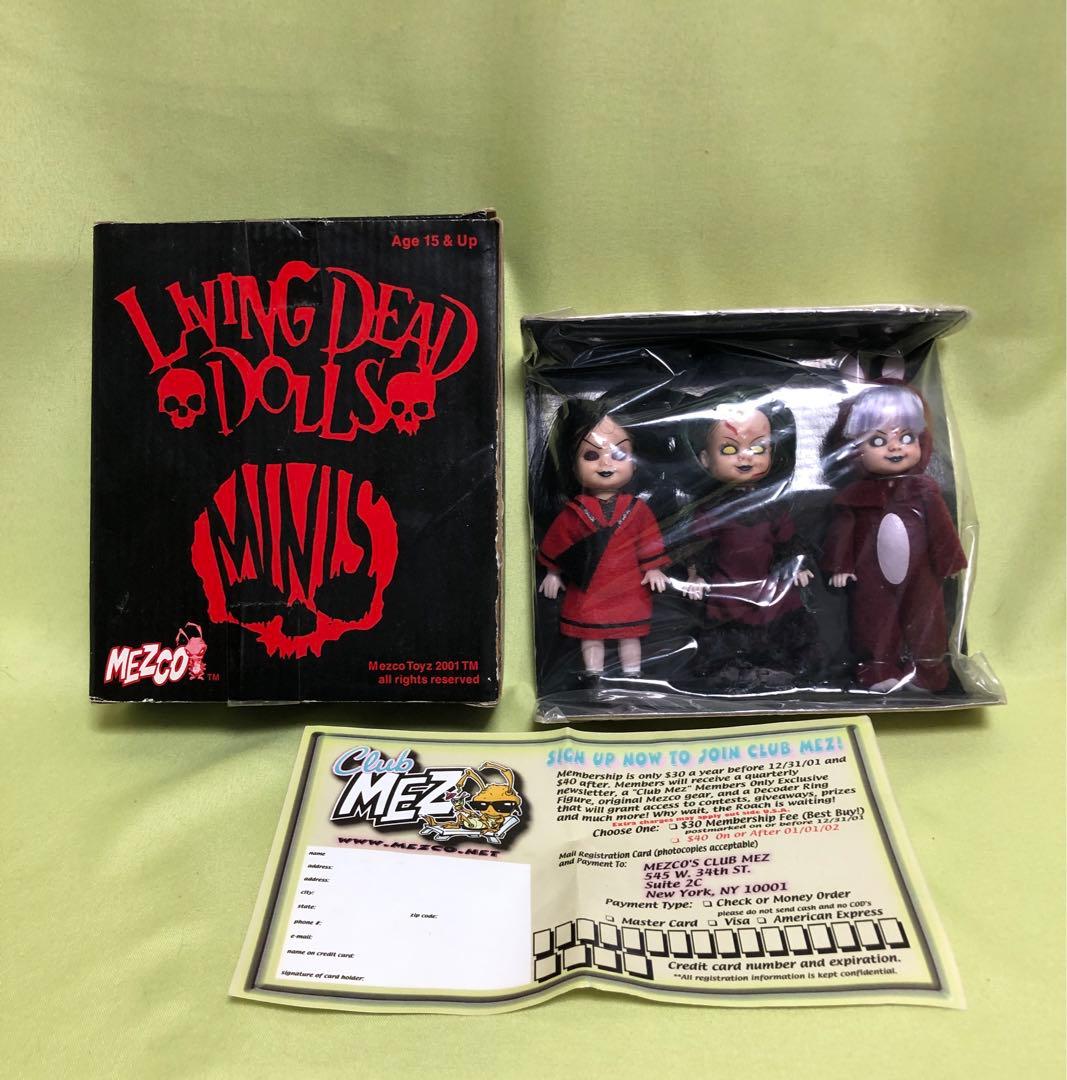 Age 15 & Up
LIVING DEAD
DOLLS
MINIS
MEZCO TM
Mezco Toyz 2001 TM
all rights reserved
Club
MEZ
WWW.MEZCO.NET
name
address:
address:
city:
state:
zip code:
phone #:
e-mail:
name on credit card:
signature of card holder:
SIGN UP NOW TO JOIN CLUB MEZ!
Membership is only $30 a year before 12/31/01 and
$40 after. Members will receive a quarterly
newsletter, a "Club Mez" Members Only Exclusive
Figure, original Mezco gear, and a Decoder Ring
that will grant access to contests, giveaways, prizes
and much more! Why wait, the Roach is waiting!
Extra charges may apply out side U.S.A.
Choose One: $30 Membership Fee (Best Buy!)
postmarked on or before 12/31/01
$40 On or After 01/01/02
Mail Registration Card (photocopies acceptable)
and Payment To:
MEZCO'S CLUB MEZ
545 W. 34th ST.
Suite 2C
New York, NY 10001
Payment Type: Check or Money Order
please do not send cash and no COD's
Master Card Visa American Express
Credit card number and expiration.
**All registration information is kept confidential.